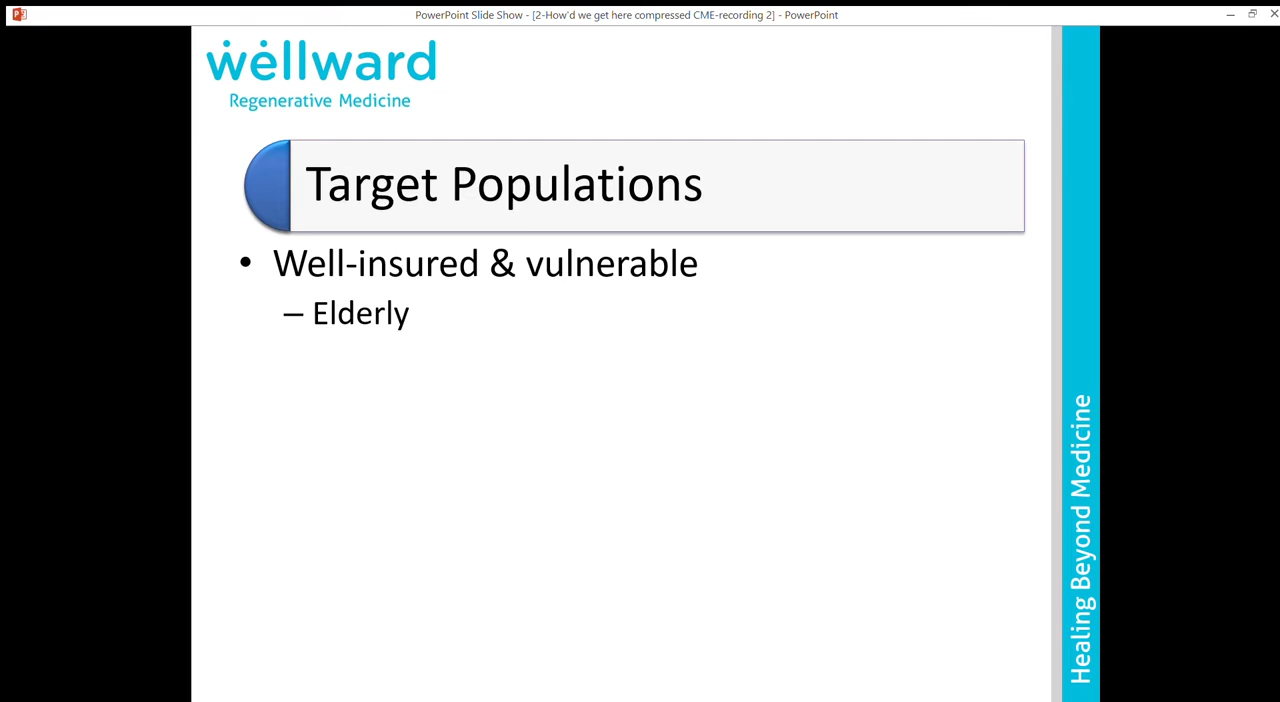 PowerPoint Slide Show - [2-How'd we get here compressed CME-recording 2] - PowerPoint
wellward
Regenerative Medicine
Target Populations
• Well-insured & vulnerable
– Elderly
Healing Beyond Medicine